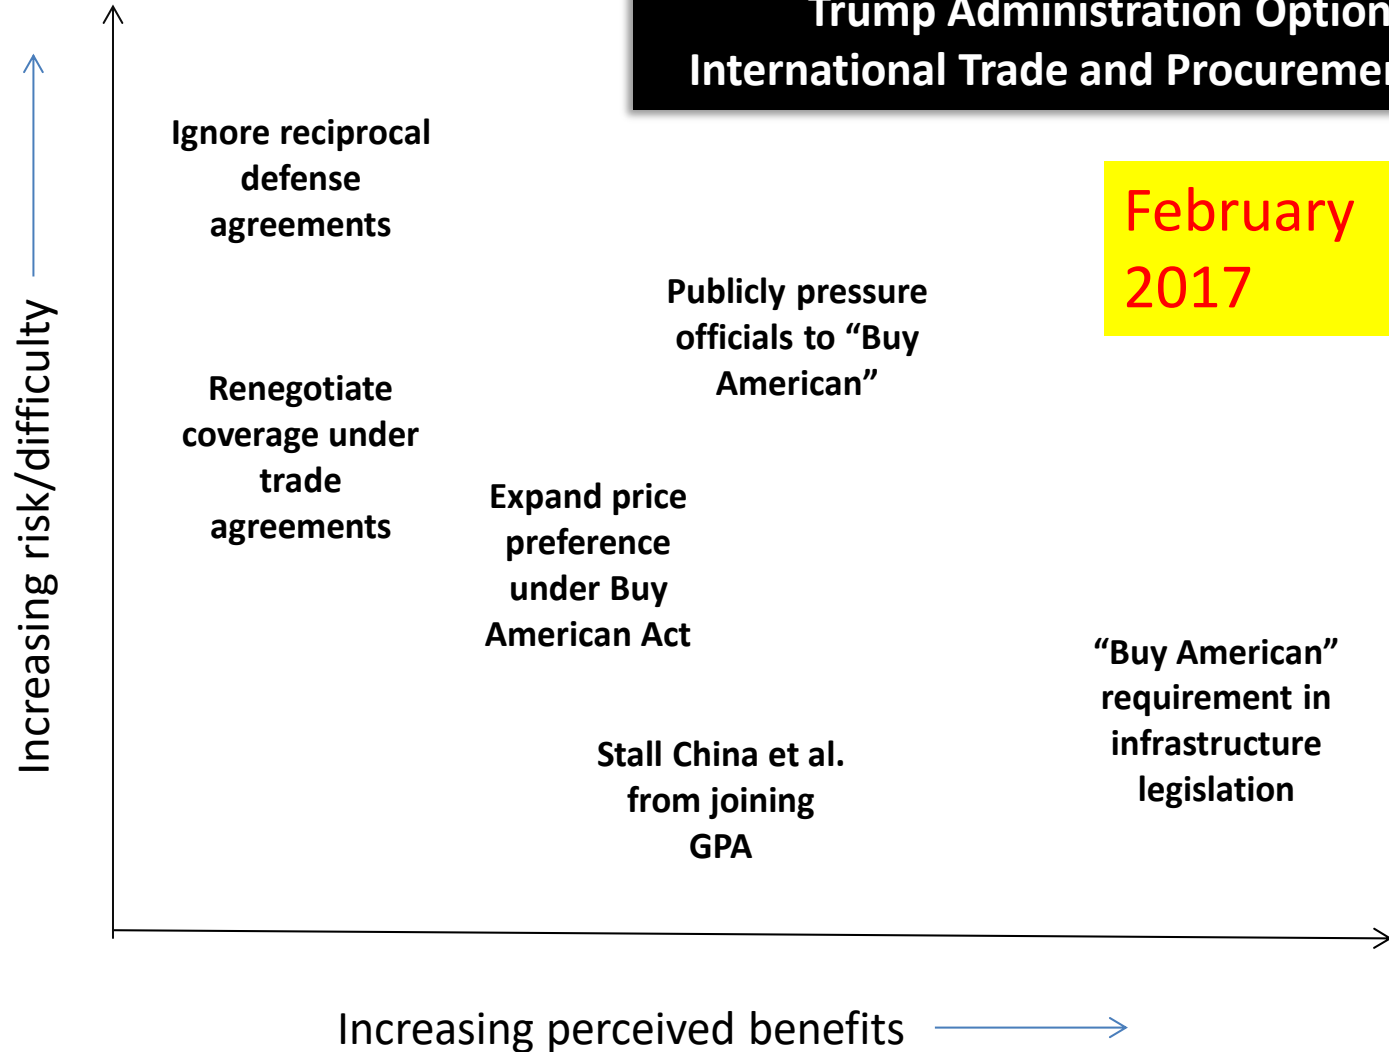 Trump Administration Option
International Trade and Procuremen
February
2017
Ignore reciprocal
defense
agreements
Publicly pressure
officials to “Buy
American”
Renegotiate
coverage under
trade
agreements
Expand price
preference
under Buy
American Act
“Buy American”
requirement in
infrastructure
legislation
Stall China et al.
from joining
GPA
Increasing risk/difficulty
Increasing perceived benefits